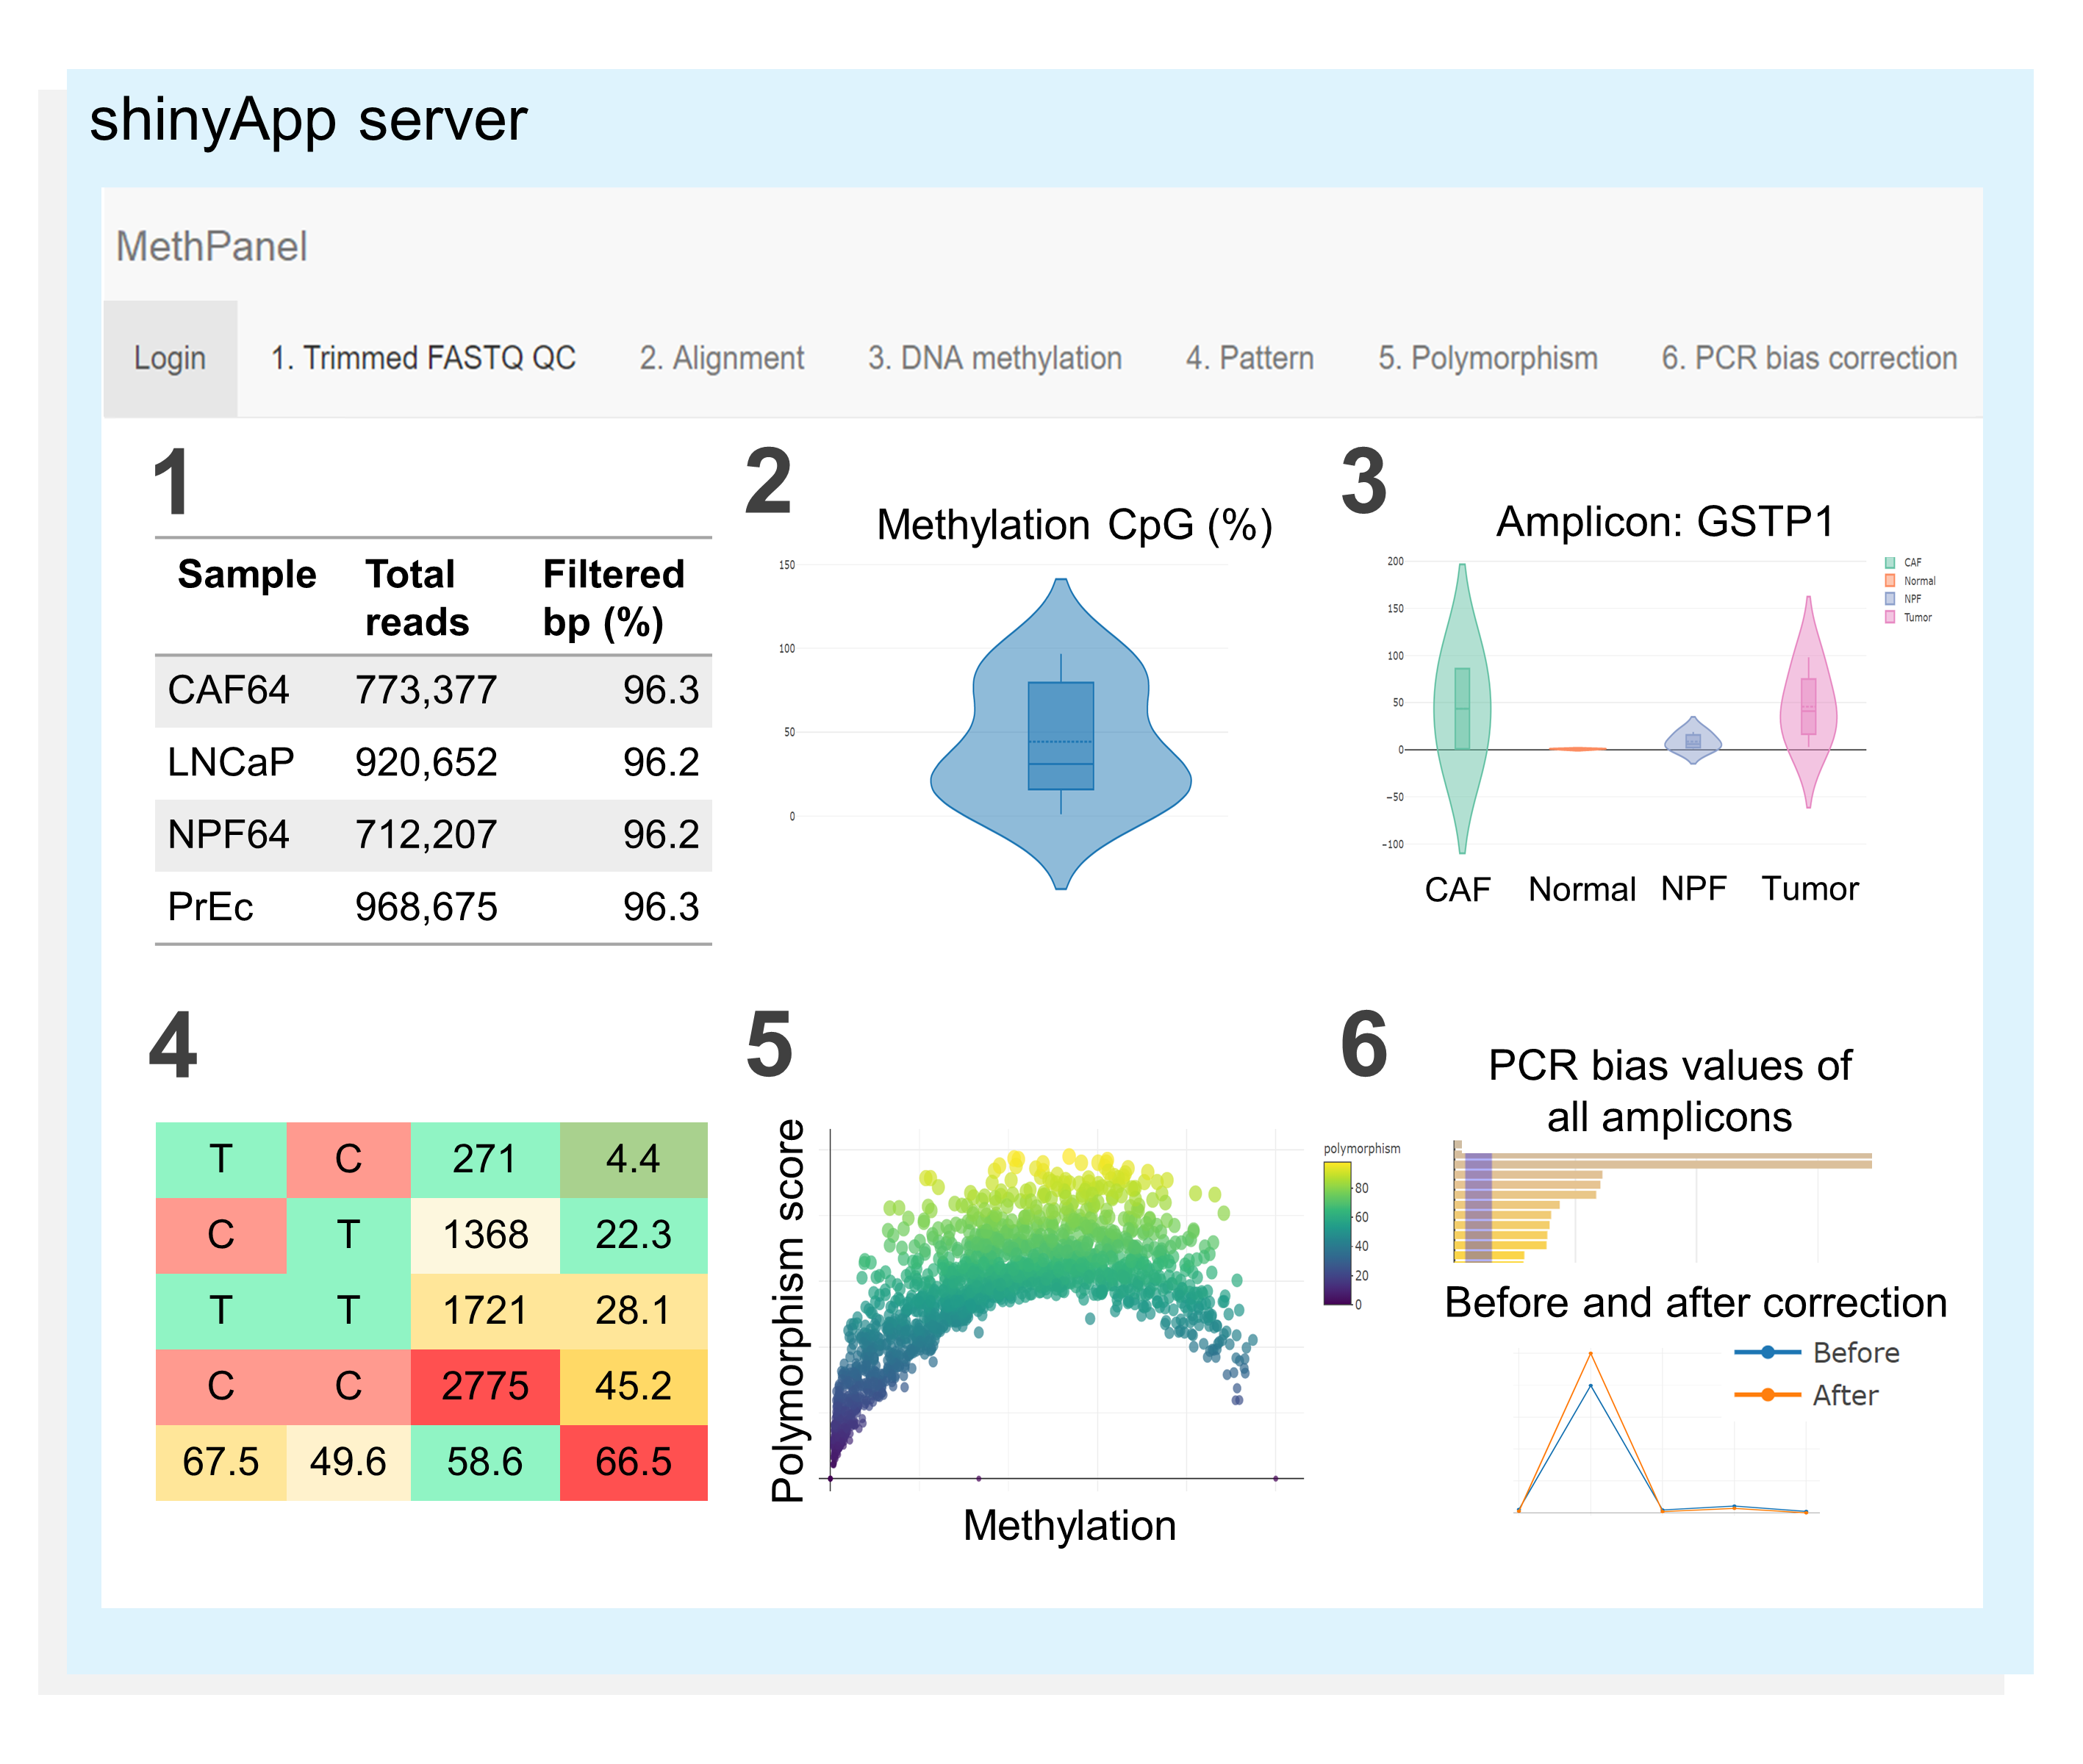 shinyApp server
MethPanel
Login 1. Trimmed FASTQ QC 2. Alignment 3. DNA methylation 4. Pattern 5. Polymorphism 6. PCR bias correction
1
Sample Total reads Filtered bp (%)
CAF64 773,377 96.3
LNCaP 920,652 96.2
NPF64 712,207 96.2
PrEc 968,675 96.3
2
Methylation CpG (%)
150
100
50
0
3
Amplicon: GSTP1
200
150
100
50
0
−50
−100
CAF
Normal
NPF
Tumor
CAF Normal NPF Tumor
4
T C 271 4.4
C T 1368 22.3
T T 1721 28.1
C C 2775 45.2
67.5 49.6 58.6 66.5
5
Polymorphism score
Methylation
polymorphism
80
60
40
20
0
6
PCR bias values of
all amplicons
Before and after correction
Before
After